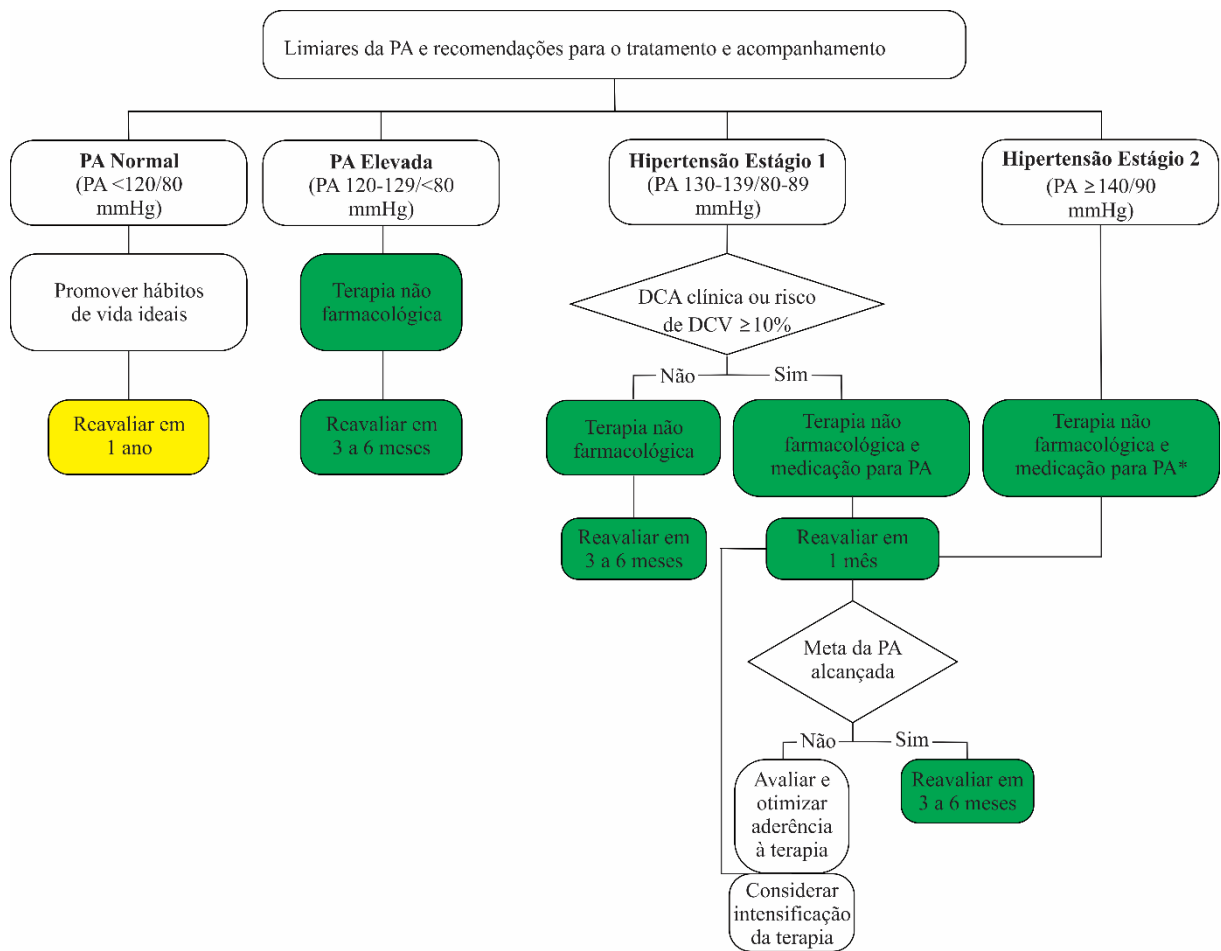 Limiares da PA e recomendações para o tratamento e acompanhamento
PA Normal
(PA <120/80
mmHg)
PA Elevada
(PA 120-129/<80
mmHg)
Hipertensão Estágio 1
(PA 130-139/80-89
mmHg)
Hipertensão Estágio 2
(PA ≥140/90
mmHg)
Promover hábitos
de vida ideais
Terapia não
farmacológica
DCA clínica ou risco
de DCV ≥10%
Não
Sim
Reavaliar em
1 ano
Reavaliar em
3 a 6 meses
Terapia não
farmacológica
Terapia não
farmacológica e
medicação para PA
Terapia não
farmacológica e
medicação para PA*
Reavaliar em
3 a 6 meses
Reavaliar em
1 mês
Meta da PA
alcançada
Não
Sim
Avaliar e
otimizar
aderência
à terapia
Reavaliar em
3 a 6 meses
Considerar
intensificação
da terapia